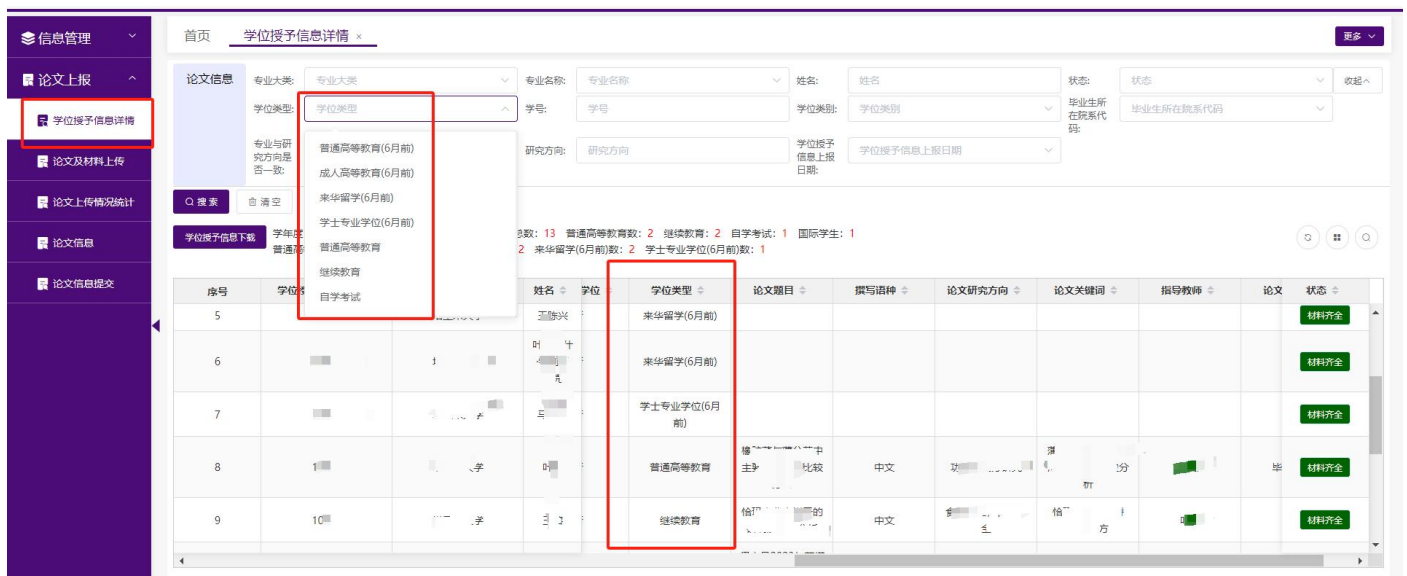 信息管理
首页
学位授予信息详情 ×
更多
论文上报
学位授予信息详情
论文及材料上传
论文上传情况统计
论文信息
论文信息提交
论文信息
专业大类: 专业大类
专业名称: 专业名称
姓名: 姓名
状态: 状态
收起
学位类型: 学位类型
学号: 学号
学位类别: 学位类别
毕业生所在院系代码: 毕业生所在院系代码
专业与研究方向是否一致:
研究方向: 研究方向
学位授予信息上报日期: 学位授予信息上报日期
普通高等教育(6月前)
成人高等教育(6月前)
来华留学(6月前)
学士专业学位(6月前)
普通高等教育
继续教育
自学考试
搜索
清空
学位授予信息下载
学年度
总数: 13 普通高等教育数: 2 继续教育: 2 自学考试: 1 国际学生: 1
普通高
2 来华留学(6月前)数: 2 学士专业学位(6月前)数: 1
序号 学位 姓名 学位 学位类型 论文题目 撰写语种 论文研究方向 论文关键词 指导教师 论文 状态
5 来华留学(6月前) 材料齐全
6 来华留学(6月前) 材料齐全
7 学士专业学位(6月前) 材料齐全
8 普通高等教育 比较 中文 材料齐全
9 继续教育 中文 材料齐全